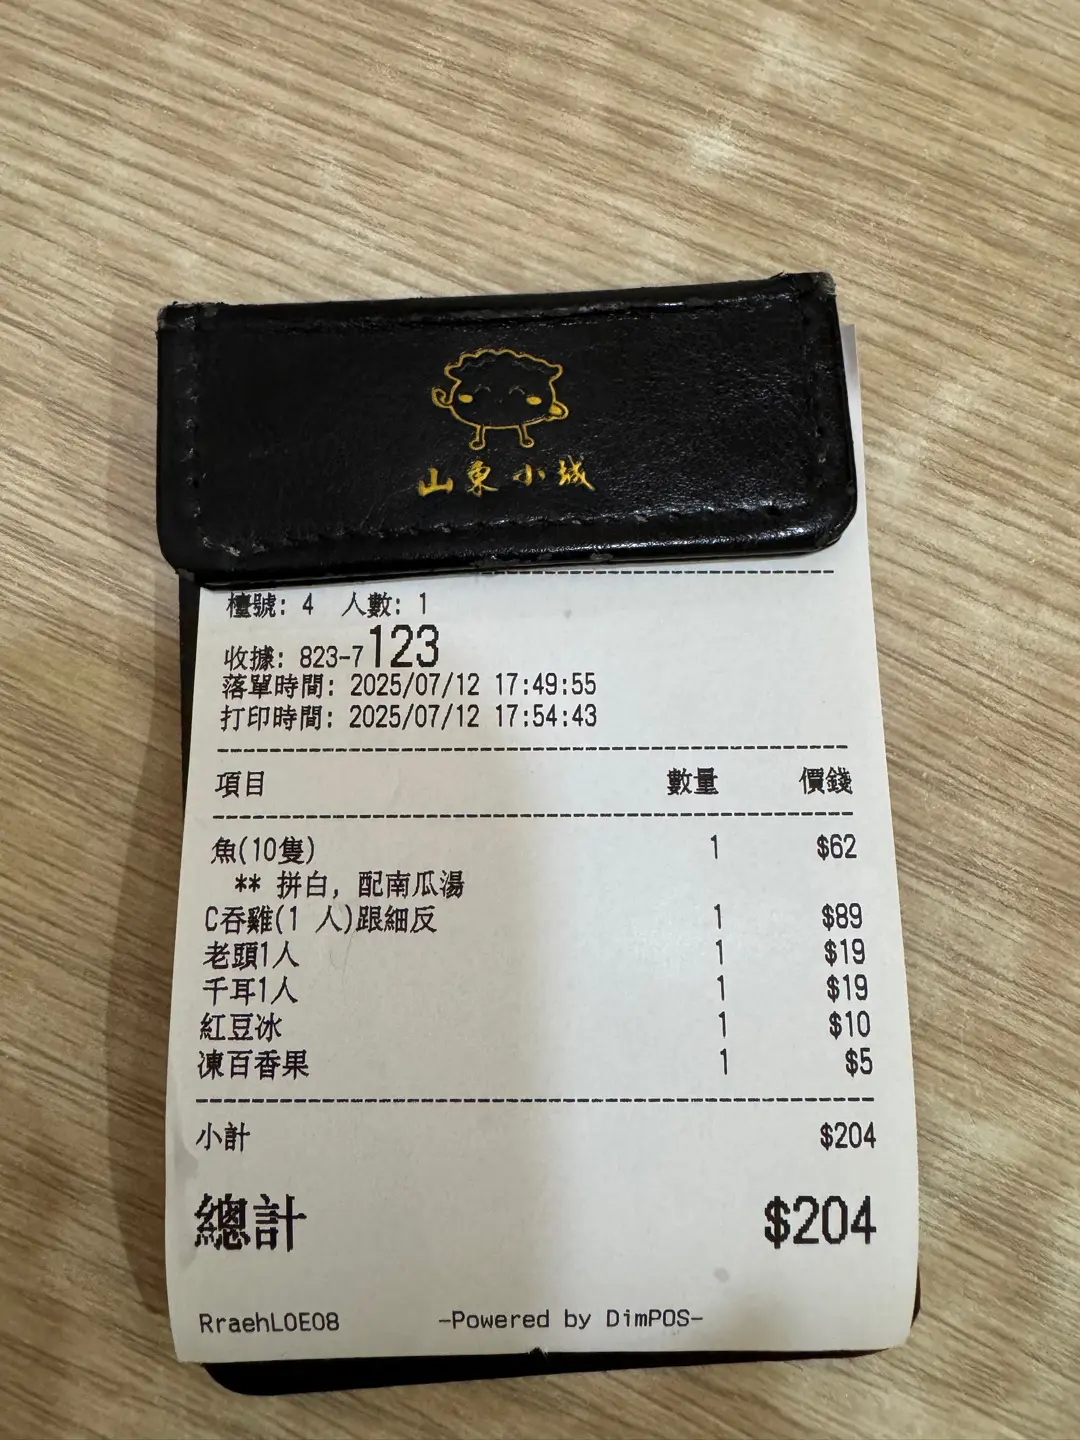 山東小城
檯號: 4 人數: 1
收據: 823-7123
落單時間: 2025/07/12 17:49:55
打印時間: 2025/07/12 17:54:43
項目 數量 價錢
魚(10隻) 1 $62
** 拼白, 配南瓜湯
C吞雞(1 人)跟細反 1 $89
老頭1人 1 $19
千耳1人 1 $19
紅豆冰 1 $10
凍百香果 1 $5
小計 $204
總計 $204
RraehLOE08 -Powered by DimPOS-